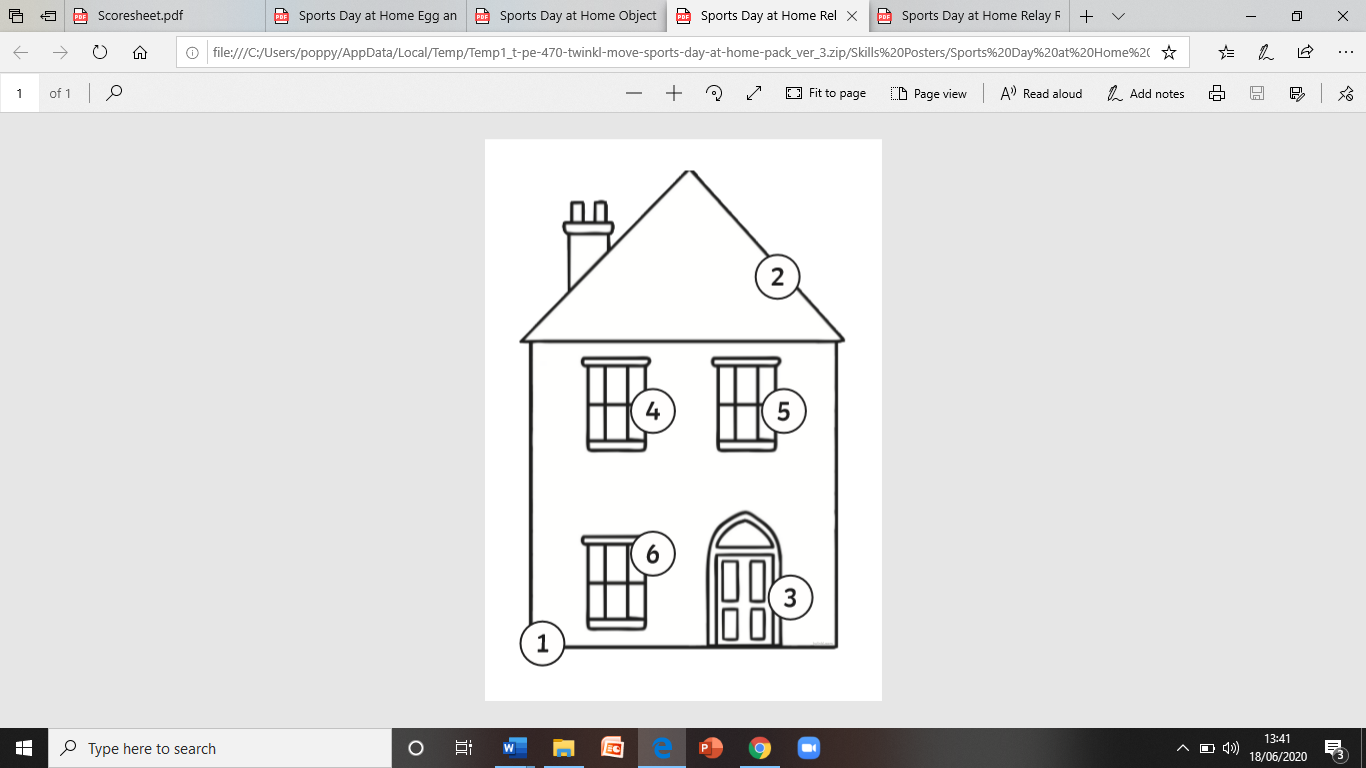 Scoresheet.pdf
Sports Day at Home Egg an
Sports Day at Home Object
Sports Day at Home Rel
Sports Day at Home Relay R
file:///C:/Users/poppy/AppData/Local/Temp/Temp1_t-pe-470-twinkl-move-sports-day-at-home-pack_ver_3.zip/Skills%20Posters/Sports%20Day%20at%20Home%20
1 of 1
Fit to page
Page view
Read aloud
Add notes
2
4
5
6
3
1
Type here to search
13:41
18/06/2020
3